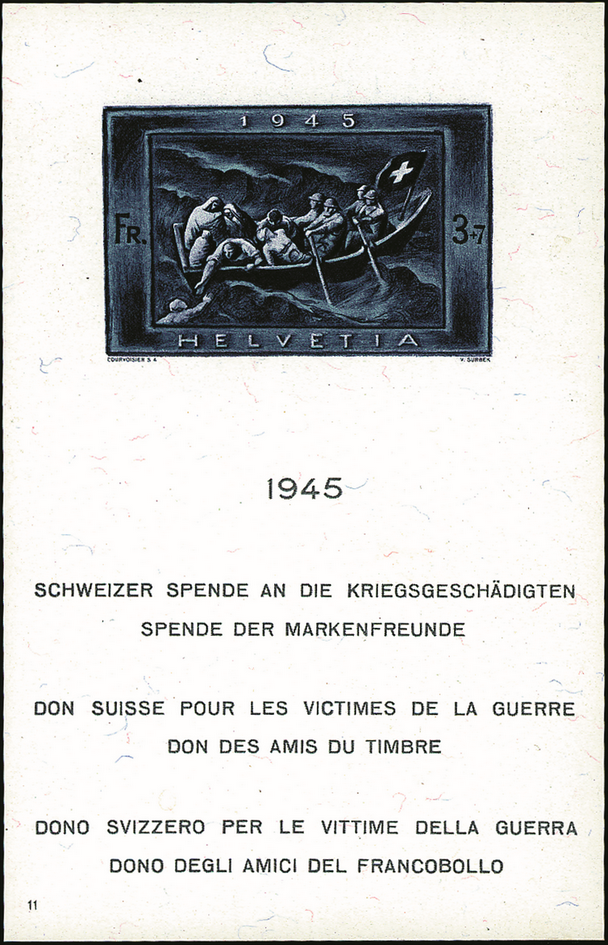 1945
FR. 3+7
HELVETIA
COURVOISIER S A V. SURBEK
1945
SCHWEIZER SPENDE AN DIE KRIEGSGESCHÄDIGTEN
SPENDE DER MARKENFREUNDE
DON SUISSE POUR LES VICTIMES DE LA GUERRE
DON DES AMIS DU TIMBRE
DONO SVIZZERO PER LE VITTIME DELLA GUERRA
DONO DEGLI AMICI DEL FRANCOBOLLO
11